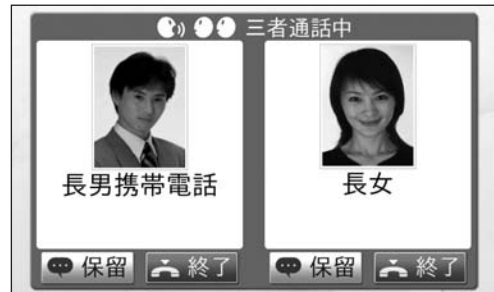 三者通話中
長男携帯電話
長女
保留 終了
保留 終了